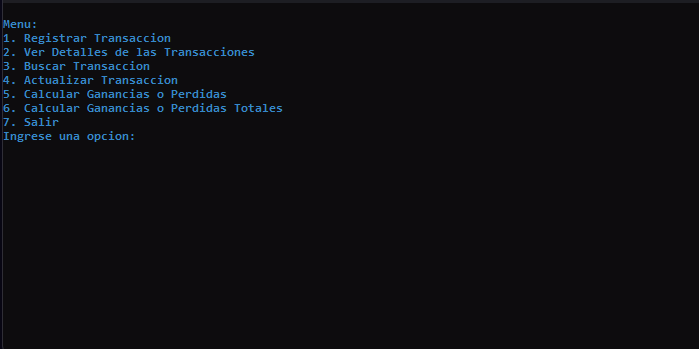 Menu:
1. Registrar Transaccion
2. Ver Detalles de las Transacciones
3. Buscar Transaccion
4. Actualizar Transaccion
5. Calcular Ganancias o Perdidas
6. Calcular Ganancias o Perdidas Totales
7. Salir
Ingrese una opcion: